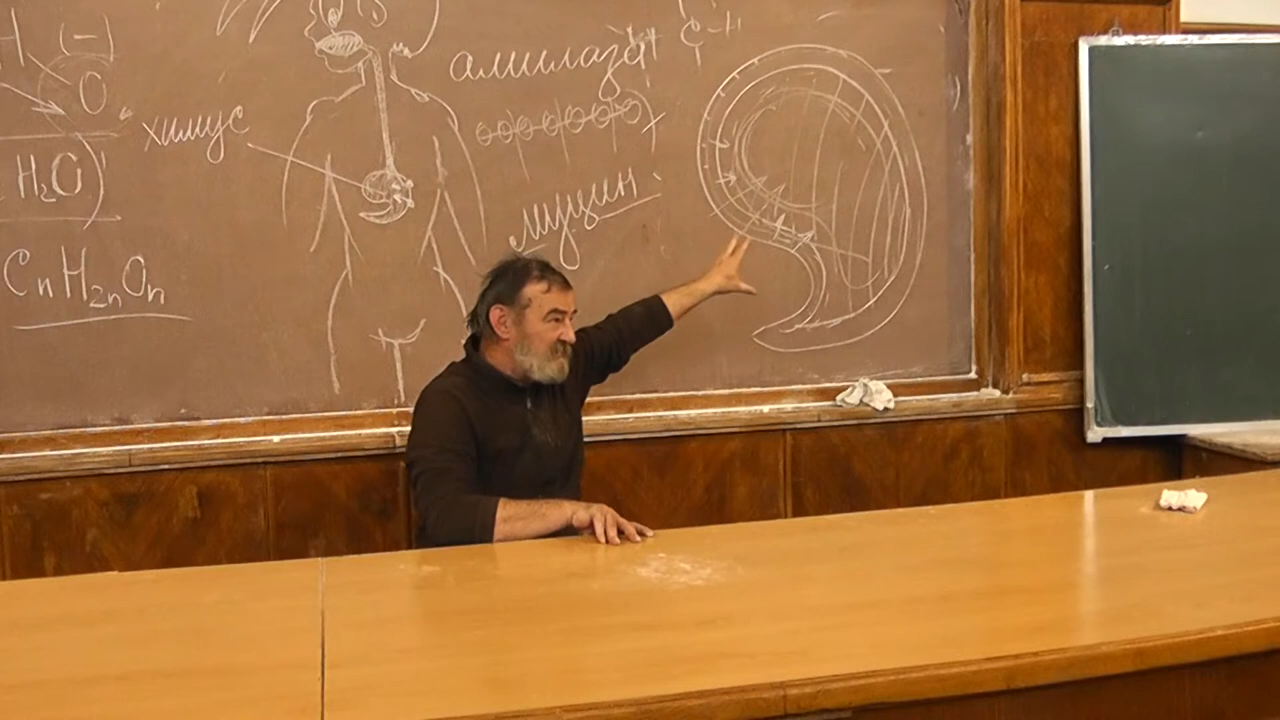 (-)
O
H₂O)
CnH2nOn
химус
амилаза
муцин